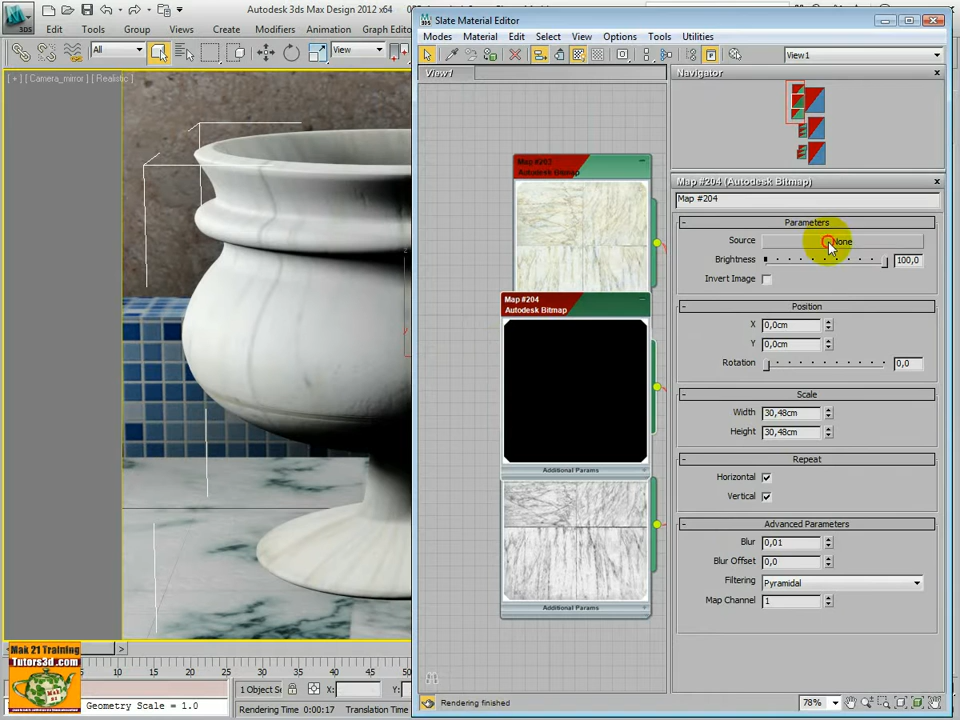 Autodesk 3ds Max Design 2012 x64
3DS
Edit Tools Group Views Create Modifiers Animation Graph Editors
All
View
[ + ] [ Camera_mirror ] [ Realistic ]
Slate Material Editor
Modes Material Edit Select View Options Tools Utilities
View1
View1
Navigator
Map #203
Autodesk Bitmap
Map #204
Autodesk Bitmap
Additional Params
Additional Params
Map #204 (Autodesk Bitmap)
Map #204
Parameters
Source None
Brightness 100,0
Invert Image
Position
X 0,0cm
Y 0,0cm
Rotation 0,0
Scale
Width 30,48cm
Height 30,48cm
Repeat
Horizontal
Vertical
Advanced Parameters
Blur 0,01
Blur Offset 0,0
Filtering Pyramidal
Map Channel 1
Rendering finished
78%
Mak 21 Training
Tutors3d.com
5 10 15 20 25 30 35 40 45 50
1 Object Se
X: Y:
Geometry Scale = 1.0
Rendering Time 0:00:17 Translation Time